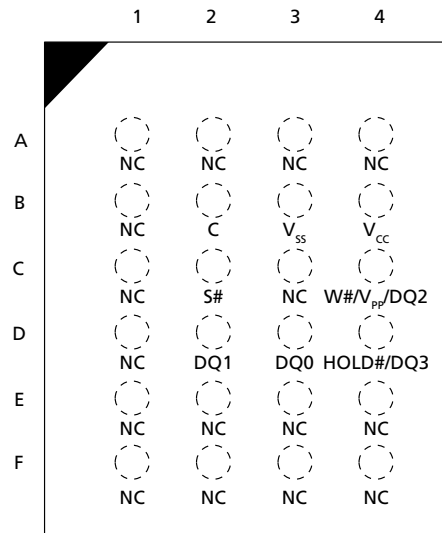 1 2 3 4
A
NC NC NC NC
B
NC C VSS VCC
C
NC S# NC W#/VPP/DQ2
D
NC DQ1 DQ0 HOLD#/DQ3
E
NC NC NC NC
F
NC NC NC NC